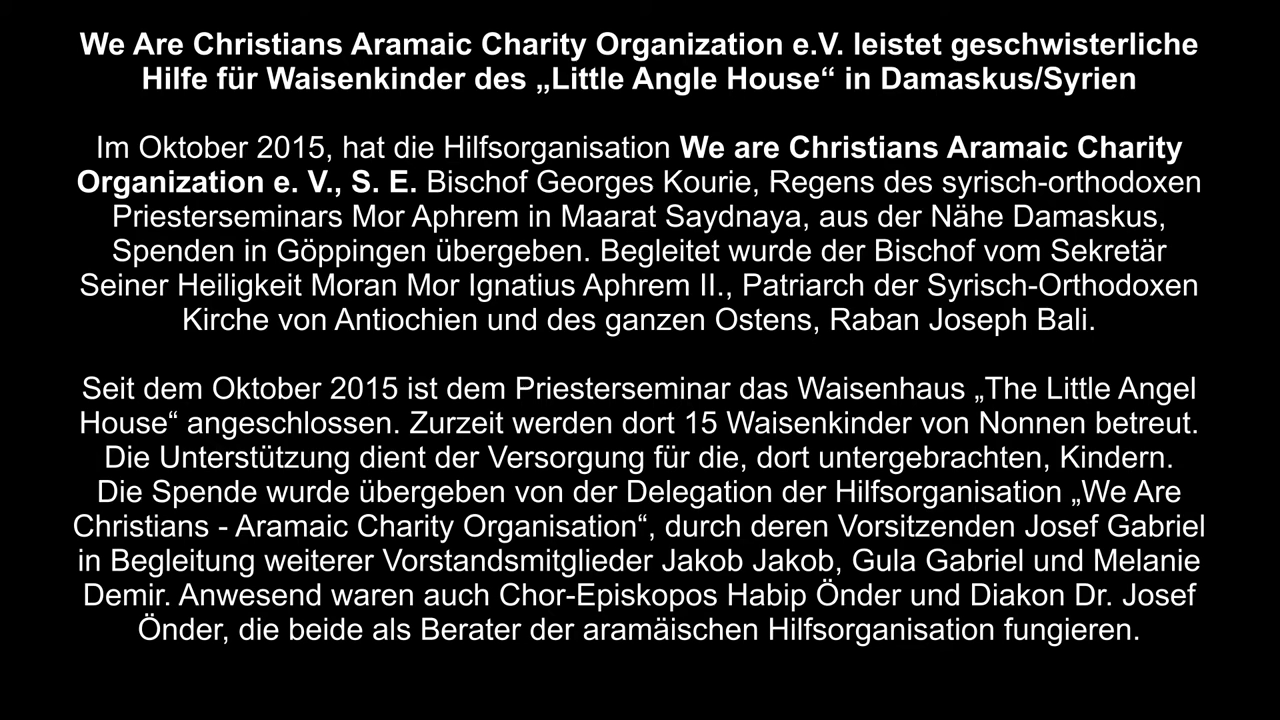 We Are Christians Aramaic Charity Organization e.V. leistet geschwisterliche
Hilfe für Waisenkinder des „Little Angle House“ in Damaskus/Syrien
Im Oktober 2015, hat die Hilfsorganisation We are Christians Aramaic Charity
Organization e. V., S. E. Bischof Georges Kourie, Regens des syrisch-orthodoxen
Priesterseminars Mor Aphrem in Maarat Saydnaya, aus der Nähe Damaskus,
Spenden in Göppingen übergeben. Begleitet wurde der Bischof vom Sekretär
Seiner Heiligkeit Moran Mor Ignatius Aphrem II., Patriarch der Syrisch-Orthodoxen
Kirche von Antiochien und des ganzen Ostens, Raban Joseph Bali.
Seit dem Oktober 2015 ist dem Priesterseminar das Waisenhaus „The Little Angel
House“ angeschlossen. Zurzeit werden dort 15 Waisenkinder von Nonnen betreut.
Die Unterstützung dient der Versorgung für die, dort untergebrachten, Kindern.
Die Spende wurde übergeben von der Delegation der Hilfsorganisation „We Are
Christians - Aramaic Charity Organisation“, durch deren Vorsitzenden Josef Gabriel
in Begleitung weiterer Vorstandsmitglieder Jakob Jakob, Gula Gabriel und Melanie
Demir. Anwesend waren auch Chor-Episkopos Habip Önder und Diakon Dr. Josef
Önder, die beide als Berater der aramäischen Hilfsorganisation fungieren.